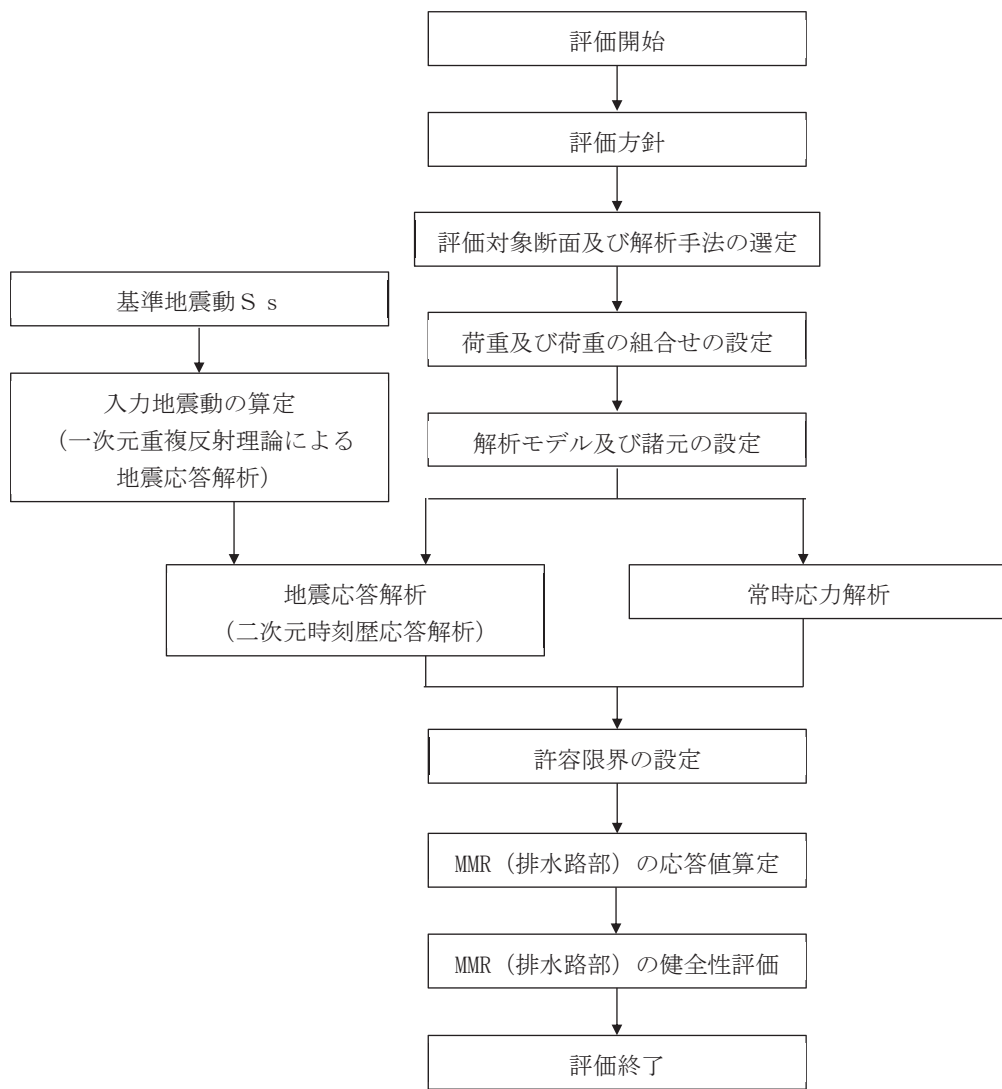 評価開始
評価方針
評価対象断面及び解析手法の選定
基準地震動Ｓｓ
荷重及び荷重の組合せの設定
入力地震動の算定
（一次元重複反射理論による
地震応答解析）
解析モデル及び諸元の設定
地震応答解析
（二次元時刻歴応答解析）
常時応力解析
許容限界の設定
MMR（排水路部）の応答値算定
MMR（排水路部）の健全性評価
評価終了